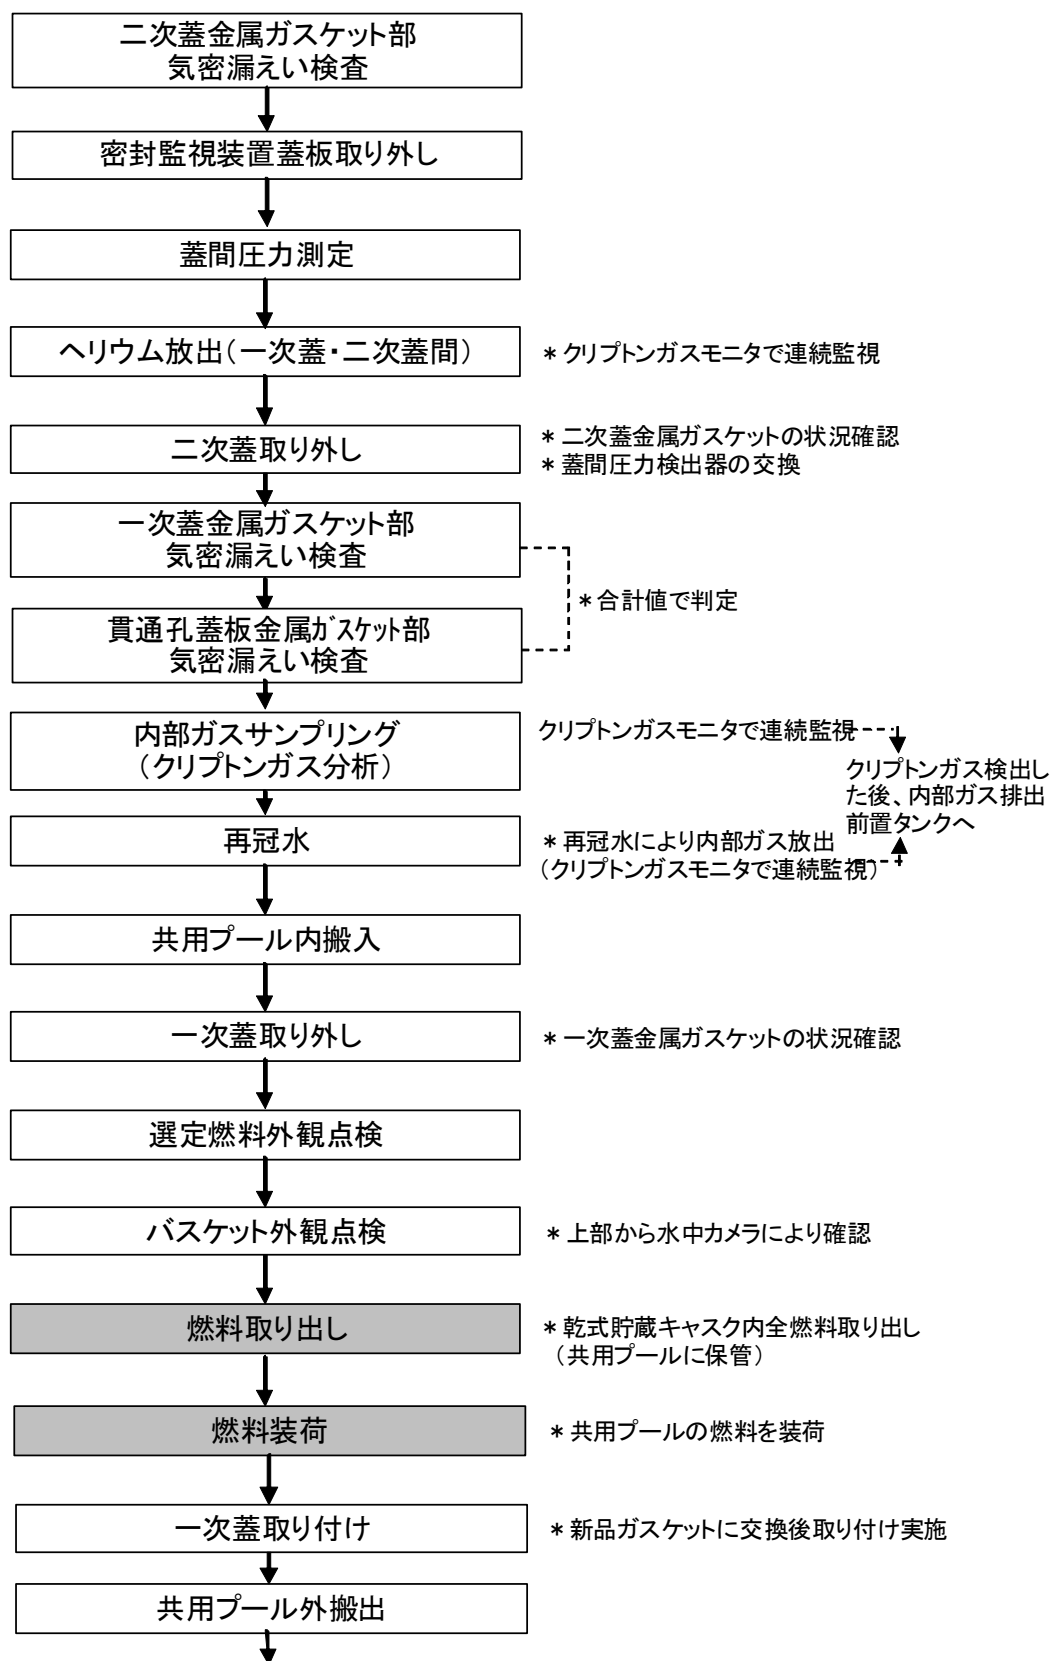 二次蓋金属ガスケット部
気密漏えい検査
密封監視装置蓋板取り外し
蓋間圧力測定
ヘリウム放出(一次蓋・二次蓋間)
＊クリプトンガスモニタで連続監視
二次蓋取り外し
＊二次蓋金属ガスケットの状況確認
＊蓋間圧力検出器の交換
一次蓋金属ガスケット部
気密漏えい検査
＊合計値で判定
貫通孔蓋板金属ｶﾞｽｹｯﾄ部
気密漏えい検査
内部ガスサンプリング
(クリプトンガス分析)
クリプトンガスモニタで連続監視
クリプトンガス検出し
た後、内部ガス排出
前置タンクへ
再冠水
＊再冠水により内部ガス放出
(クリプトンガスモニタで連続監視)
共用プール内搬入
一次蓋取り外し
＊一次蓋金属ガスケットの状況確認
選定燃料外観点検
バスケット外観点検
＊上部から水中カメラにより確認
燃料取り出し
＊乾式貯蔵キャスク内全燃料取り出し
(共用プールに保管)
燃料装荷
＊共用プールの燃料を装荷
一次蓋取り付け
＊新品ガスケットに交換後取り付け実施
共用プール外搬出